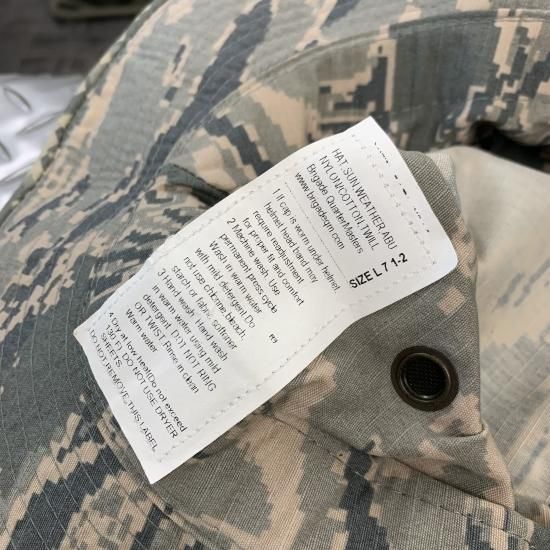 HAT SUN,WEATHER,ABU
NYLON/COTTON,TWILL
Brigade QuarterMasters
www.brigadeqm.com
SIZE L 7 1-2
1 If cap is worn under helmet
helmet head band may
require readjustment
for proper fit and comfort
2 Machine wash. Use
permanent press cycle
Wash in warm water
with mild detergent.Do
not use chlorine bleach,
starch or fabric softener
3 Hand wash. Hand wash
in warm water using mild
detergent D() NOT RING
OR TWIST.Rinse in clean
Warm water
4 Dry at low heat(Do not exceed
130 F). DO NOT USE DRYER
SHEETS.
DO NOT REMOVE,THIS LABEL